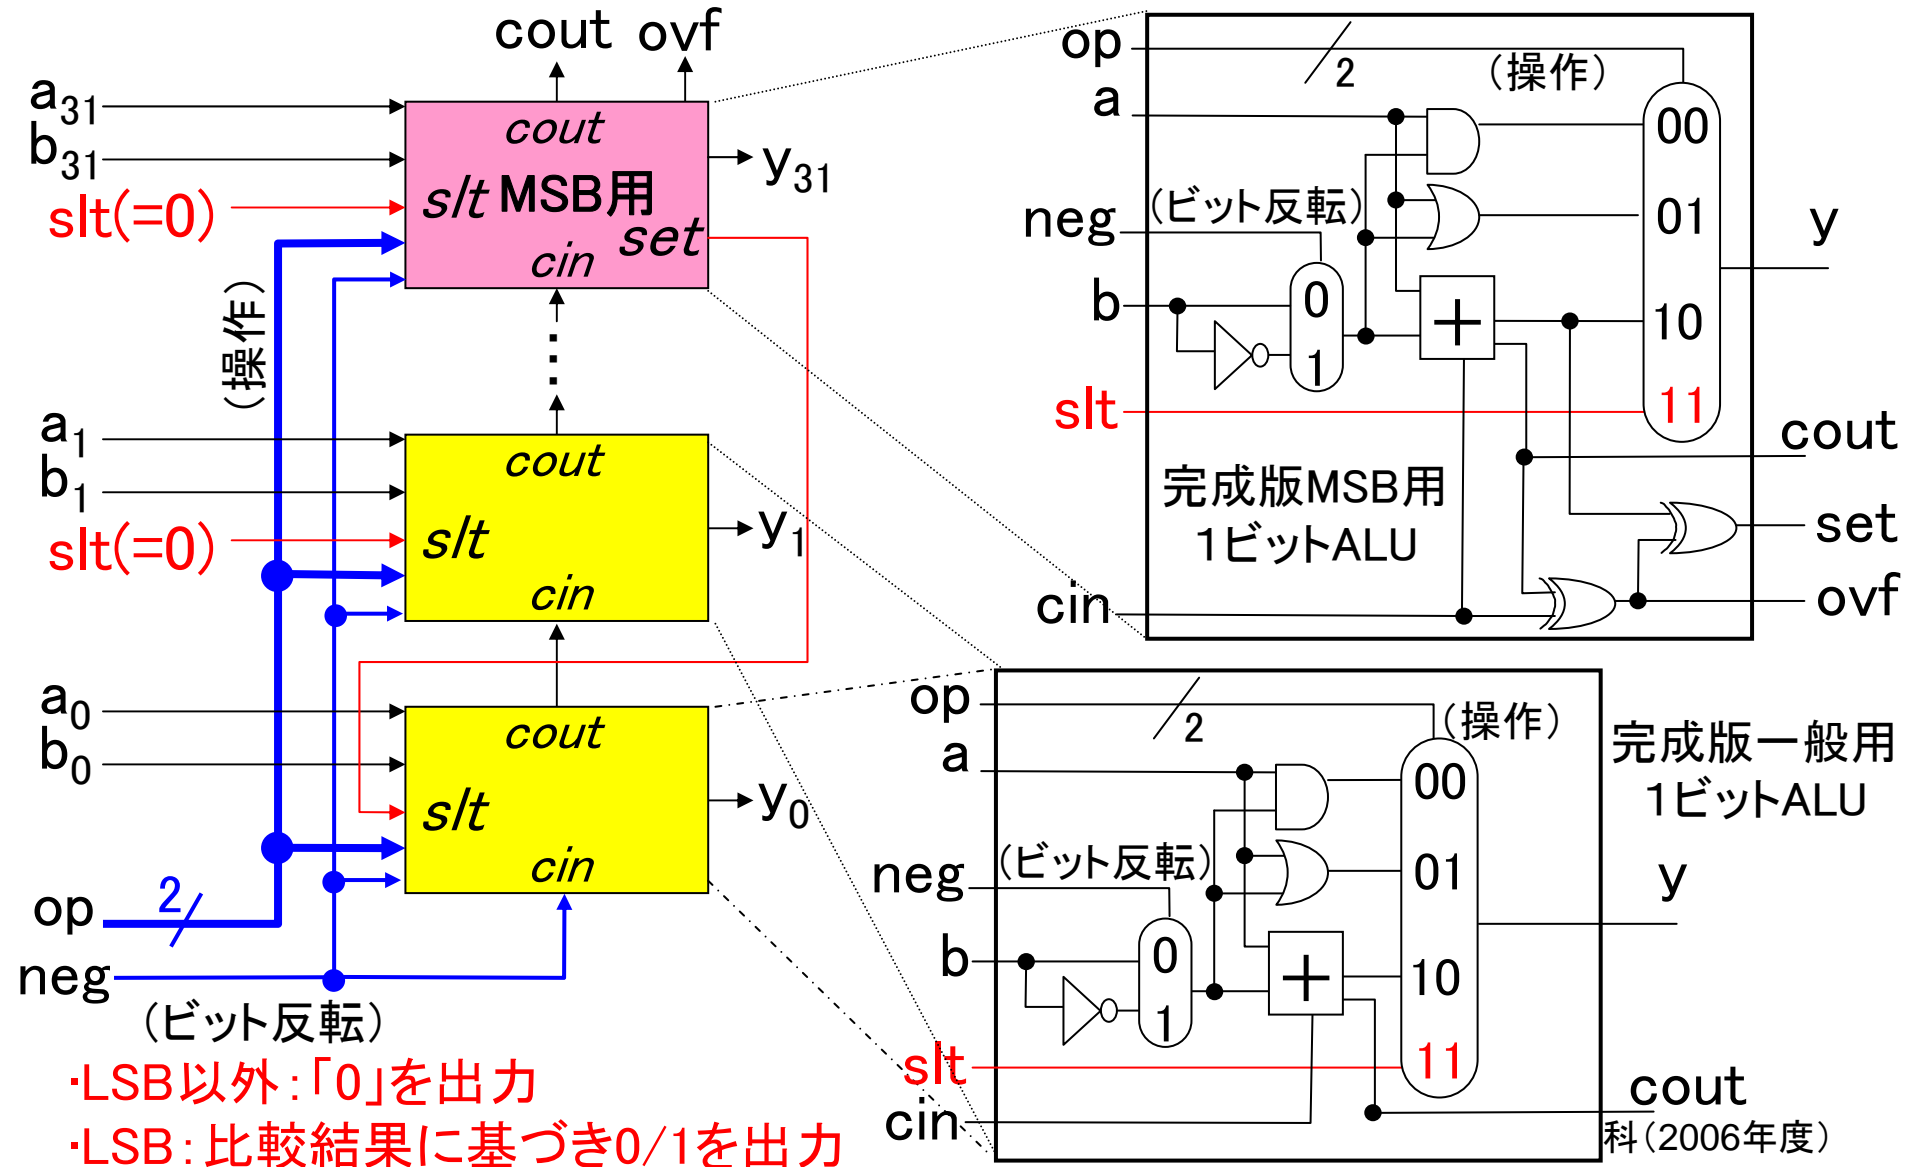 cout ovf
a31
b31
slt(=0)
cout
slt MSB用
set
cin
y31
(操作)
a1
b1
slt(=0)
cout
slt
cin
y1
a0
b0
cout
slt
cin
y0
op
2
neg
(ビット反転)
・LSB以外:「0」を出力
・LSB:比較結果に基づき0/1を出力
op
2
(操作)
a
00
neg
(ビット反転)
01
y
b
0
1
+
10
slt
11
cout
完成版MSB用
1ビットALU
set
cin
ovf
op
2
(操作)
完成版一般用
1ビットALU
a
00
neg
(ビット反転)
01
y
b
0
1
+
10
slt
11
cout
cin
科(2006年度)